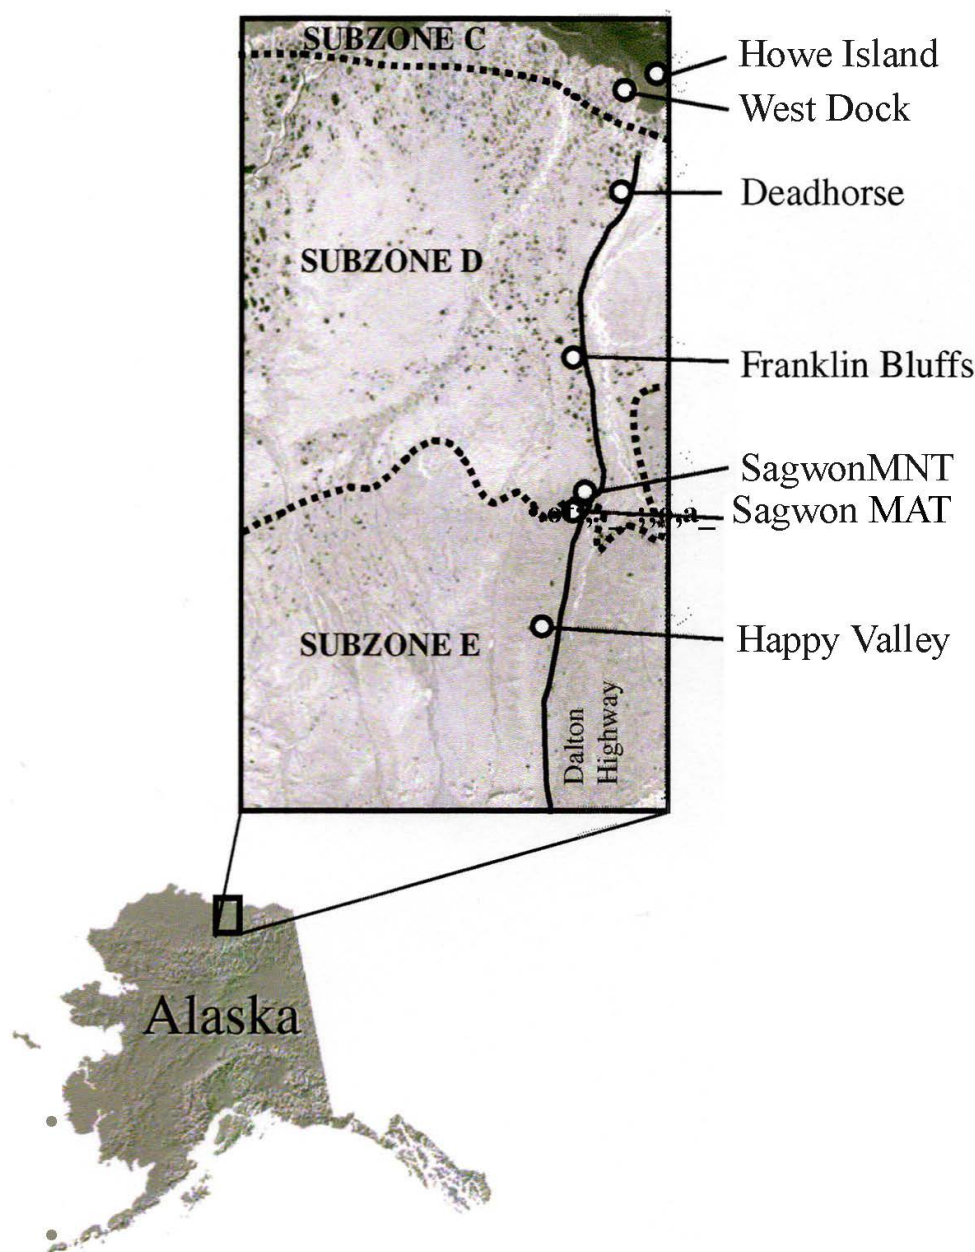 SUBZONE C
Howe Island
West Dock
Deadhorse
SUBZONE D
Franklin Bluffs
SagwonMNT
Sagwon MAT
SUBZONE E
Happy Valley
Dalton
Highway
Alaska